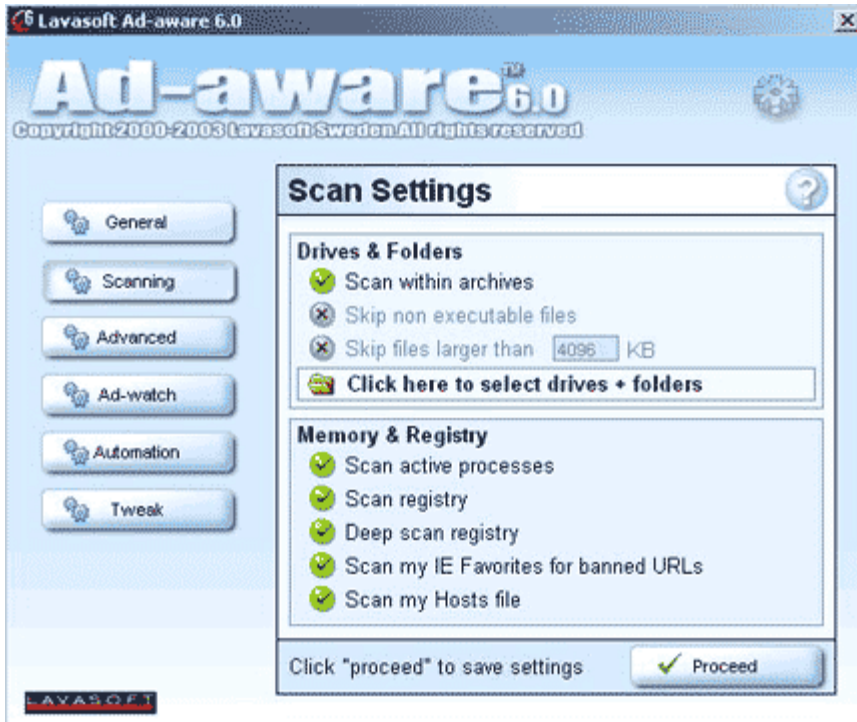 Lavasoft Ad-aware 6.0
Ad-aware 6.0
TM
Copyright 2000-2003 Lavasoft Sweden. All rights reserved
General
Scanning
Advanced
Ad-watch
Automation
Tweak
Scan Settings
?
Drives & Folders
Scan within archives
Skip non executable files
Skip files larger than 4096 KB
Click here to select drives + folders
Memory & Registry
Scan active processes
Scan registry
Deep scan registry
Scan my IE Favorites for banned URLs
Scan my Hosts file
Click "proceed" to save settings
Proceed
LAVASOFT